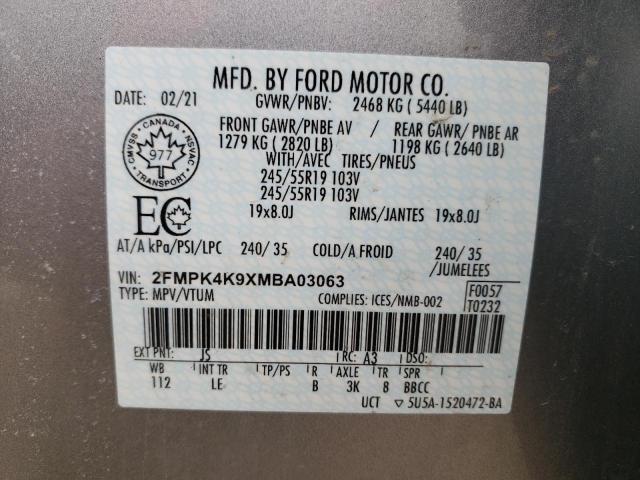 MFD. BY FORD MOTOR CO.
DATE: 02/21 GVWR/PNBV: 2468 KG ( 5440 LB)
FRONT GAWR/PNBE AV / REAR GAWR/ PNBE AR
1279 KG ( 2820 LB) 1198 KG ( 2640 LB)
WITH/AVEC TIRES/PNEUS
245/55R19 103V
245/55R19 103V
19x8.0J RIMS/JANTES 19x8.0J
CANADA
CMVSS 977 NSVAC
TRANSPORT
EC
AT/A kPa/PSI/LPC 240/ 35 COLD/A FROID 240/ 35
/JUMELEES
VIN: 2FMPK4K9XMBA03063
TYPE: MPV/VTUM COMPLIES: ICES/NMB-002
F0057
T0232
EXT PNT: JS RC: A3 DSO:
WB INT TR TP/PS R AXLE TR SPR
112 LE B 3K 8 BBCC
UCT ▽ 5U5A-1520472-BA